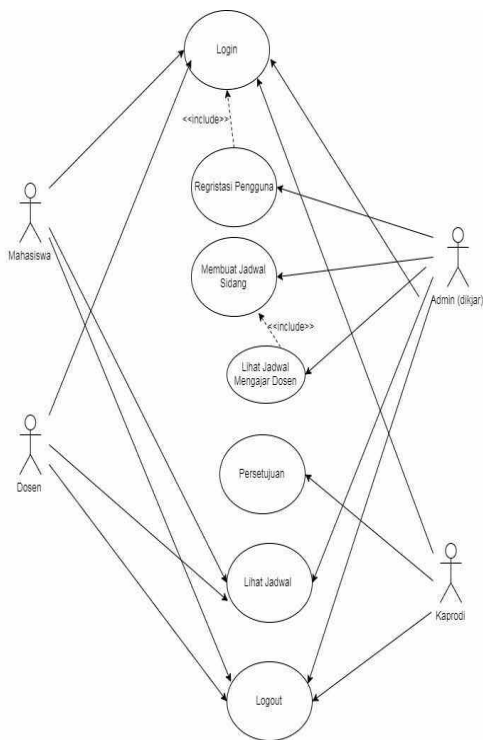 Login
<<include>>
Regristasi Pengguna
Mahasiswa
Membuat Jadwal
Sidang
Admin (dikjar)
<<include>>
Lihat Jadwal
Mengajar Dosen
Dosen
Persetujuan
Lihat Jadwal
Kaprodi
Logout